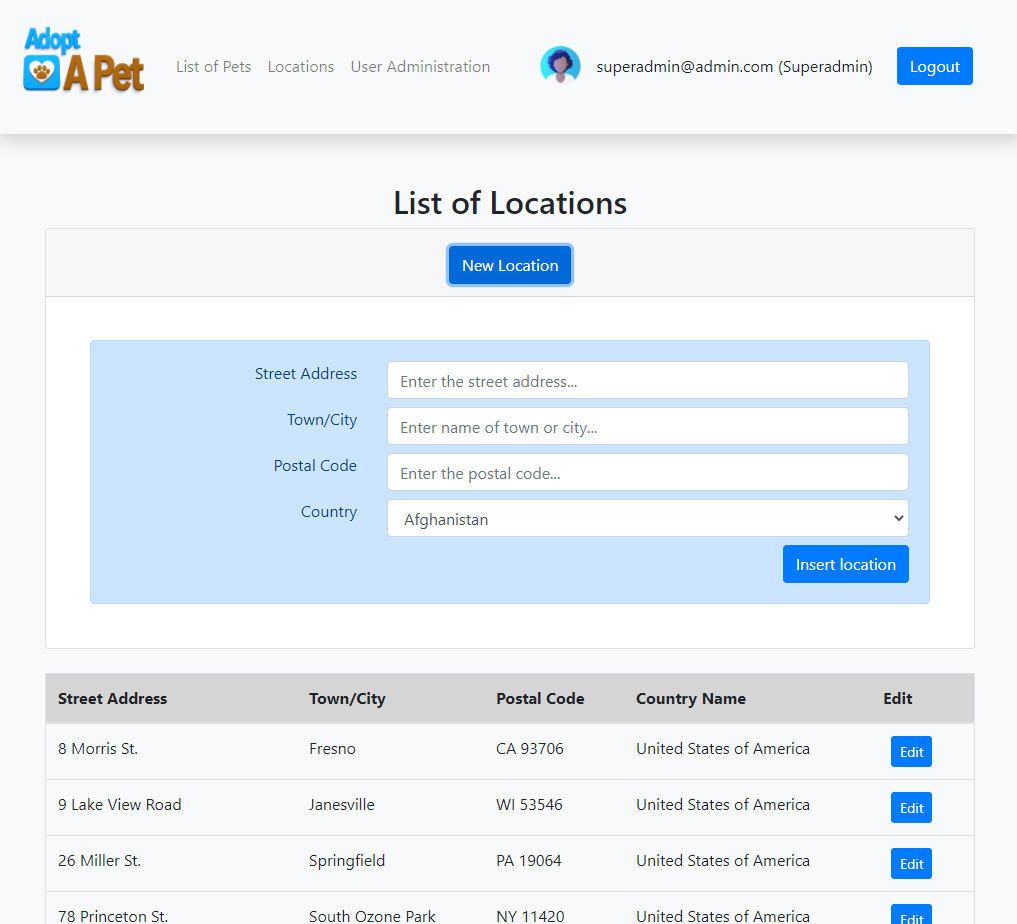 Adopt
A Pet
List of Pets Locations User Administration superadmin@admin.com (Superadmin) Logout
List of Locations
New Location
Street Address Enter the street address...
Town/City Enter name of town or city...
Postal Code Enter the postal code...
Country Afghanistan
Insert location
Street Address Town/City Postal Code Country Name Edit
8 Morris St. Fresno CA 93706 United States of America Edit
9 Lake View Road Janesville WI 53546 United States of America Edit
26 Miller St. Springfield PA 19064 United States of America Edit
78 Princeton St. South Ozone Park NY 11420 United States of America Edit